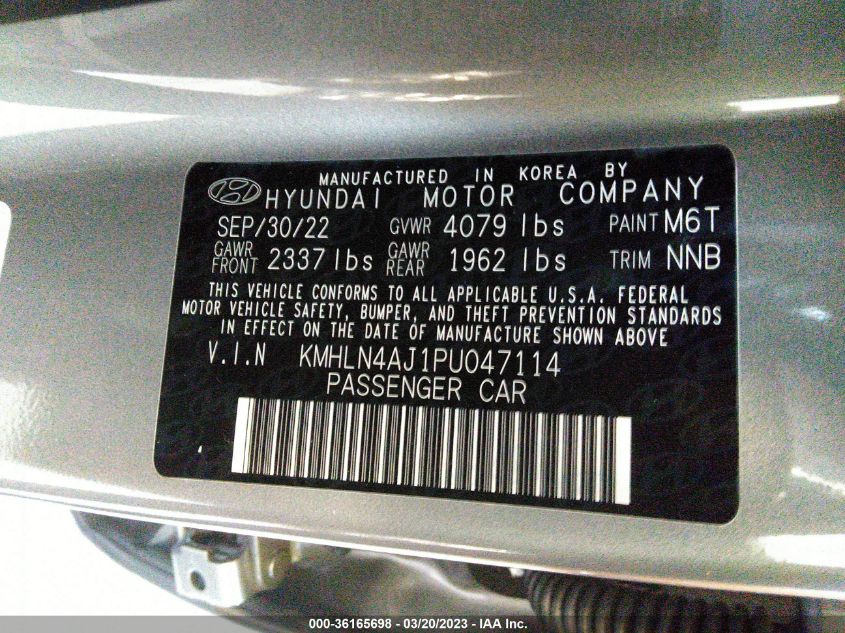 MANUFACTURED IN KOREA BY
HYUNDAI MOTOR COMPANY
SEP/30/22 GVWR 4079 lbs PAINT M6T
GAWR FRONT 2337 lbs GAWR REAR 1962 lbs TRIM NNB
THIS VEHICLE CONFORMS TO ALL APPLICABLE U.S.A. FEDERAL
MOTOR VEHICLE SAFETY, BUMPER, AND THEFT PREVENTION STANDARDS
IN EFFECT ON THE DATE OF MANUFACTURE SHOWN ABOVE
V.I.N KMHLN4AJ1PU047114
PASSENGER CAR
000-36165698 - 03/20/2023 - IAA Inc.